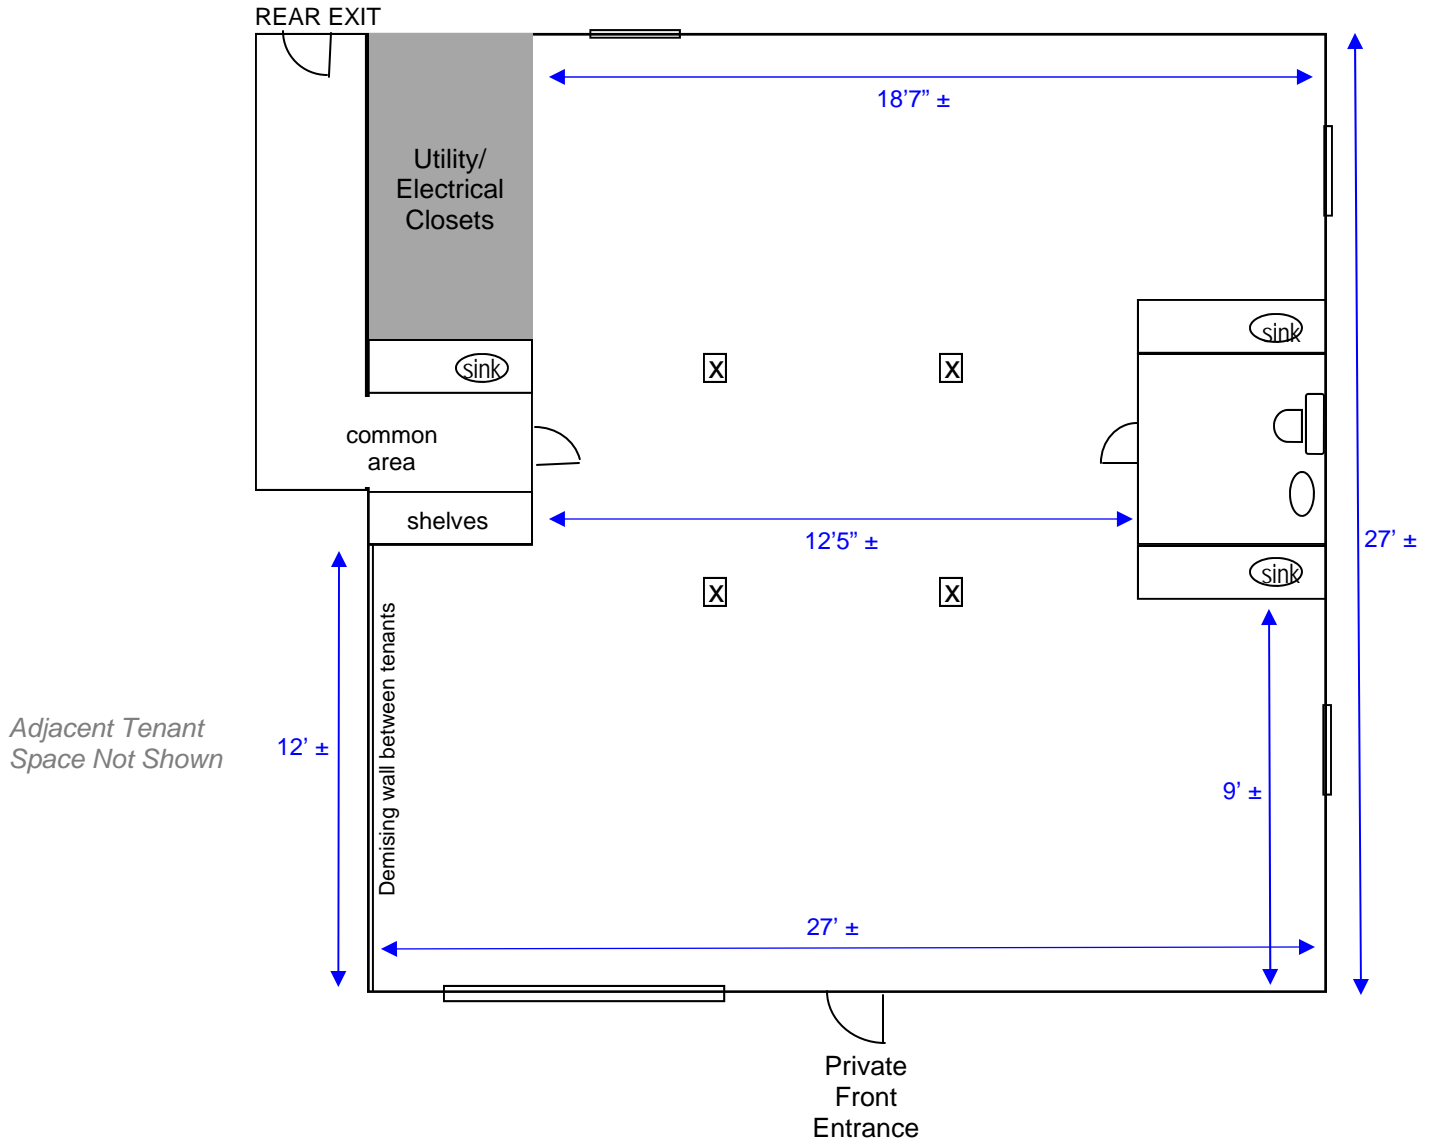 REAR EXIT
18’7” ±
Utility/
Electrical
Closets
sink
sink
x
x
common
area
shelves
12’5” ±
27’ ±
sink
x
x
Demising wall between tenants
Adjacent Tenant
Space Not Shown
12’ ±
9’ ±
27’ ±
Private
Front
Entrance